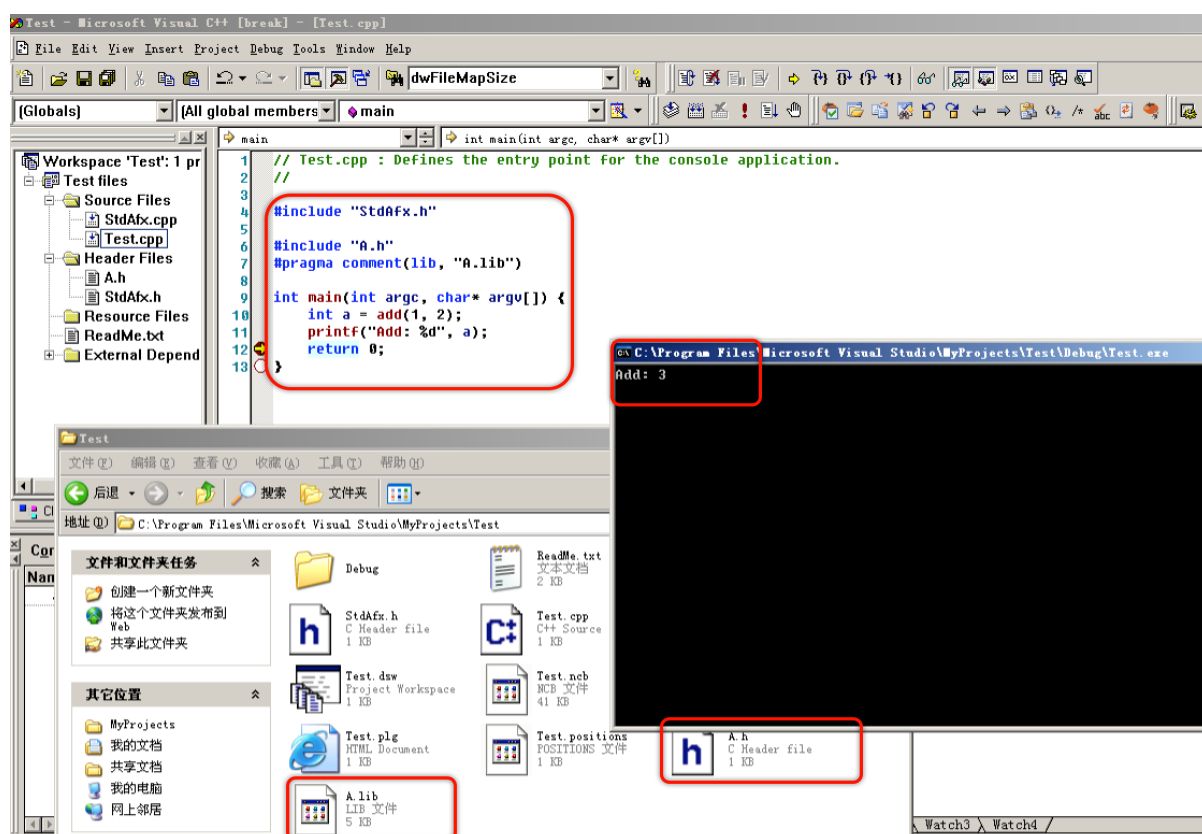 Test - Microsoft Visual C++ [break] - [Test.cpp]
File Edit View Insert Project Debug Tools Window Help
dwFileMapSize
(Globals) (All global members main
main int main(int argc, char* argv[])
Workspace 'Test': 1 pr
Test files
Source Files
StdAfx.cpp
Test.cpp
Header Files
A.h
StdAfx.h
Resource Files
ReadMe.txt
External Depend
1 // Test.cpp : Defines the entry point for the console application.
2 //
3
4 #include "StdAfx.h"
5
6 #include "A.h"
7 #pragma comment(lib, "A.lib")
8
9 int main(int argc, char* argv[]) {
10 int a = add(1, 2);
11 printf("Add: %d", a);
12 return 0;
13 }
C:\Program Files\Microsoft Visual Studio\MyProjects\Test\Debug\Test.exe
Add: 3
Test
文件(F) 编辑(E) 查看(V) 收藏(A) 工具(T) 帮助(H)
后退 搜索 文件夹
地址(D) C:\Program Files\Microsoft Visual Studio\MyProjects\Test
文件和文件夹任务
创建一个新文件夹
将这个文件夹发布到
Web
共享此文件夹
其它位置
MyProjects
我的文档
共享文档
我的电脑
网上邻居
Debug
ReadMe.txt
文本文档
2 KB
StdAfx.h
C Header file
1 KB
Test.cpp
C++ Source
1 KB
Test.dsw
Project Workspace
1 KB
Test.ncb
NCB 文件
41 KB
Test.plg
HTML Document
1 KB
Test.positions
POSITIONS 文件
1 KB
A.h
C Header file
1 KB
A.lib
LIB 文件
5 KB
Watch3 Watch4